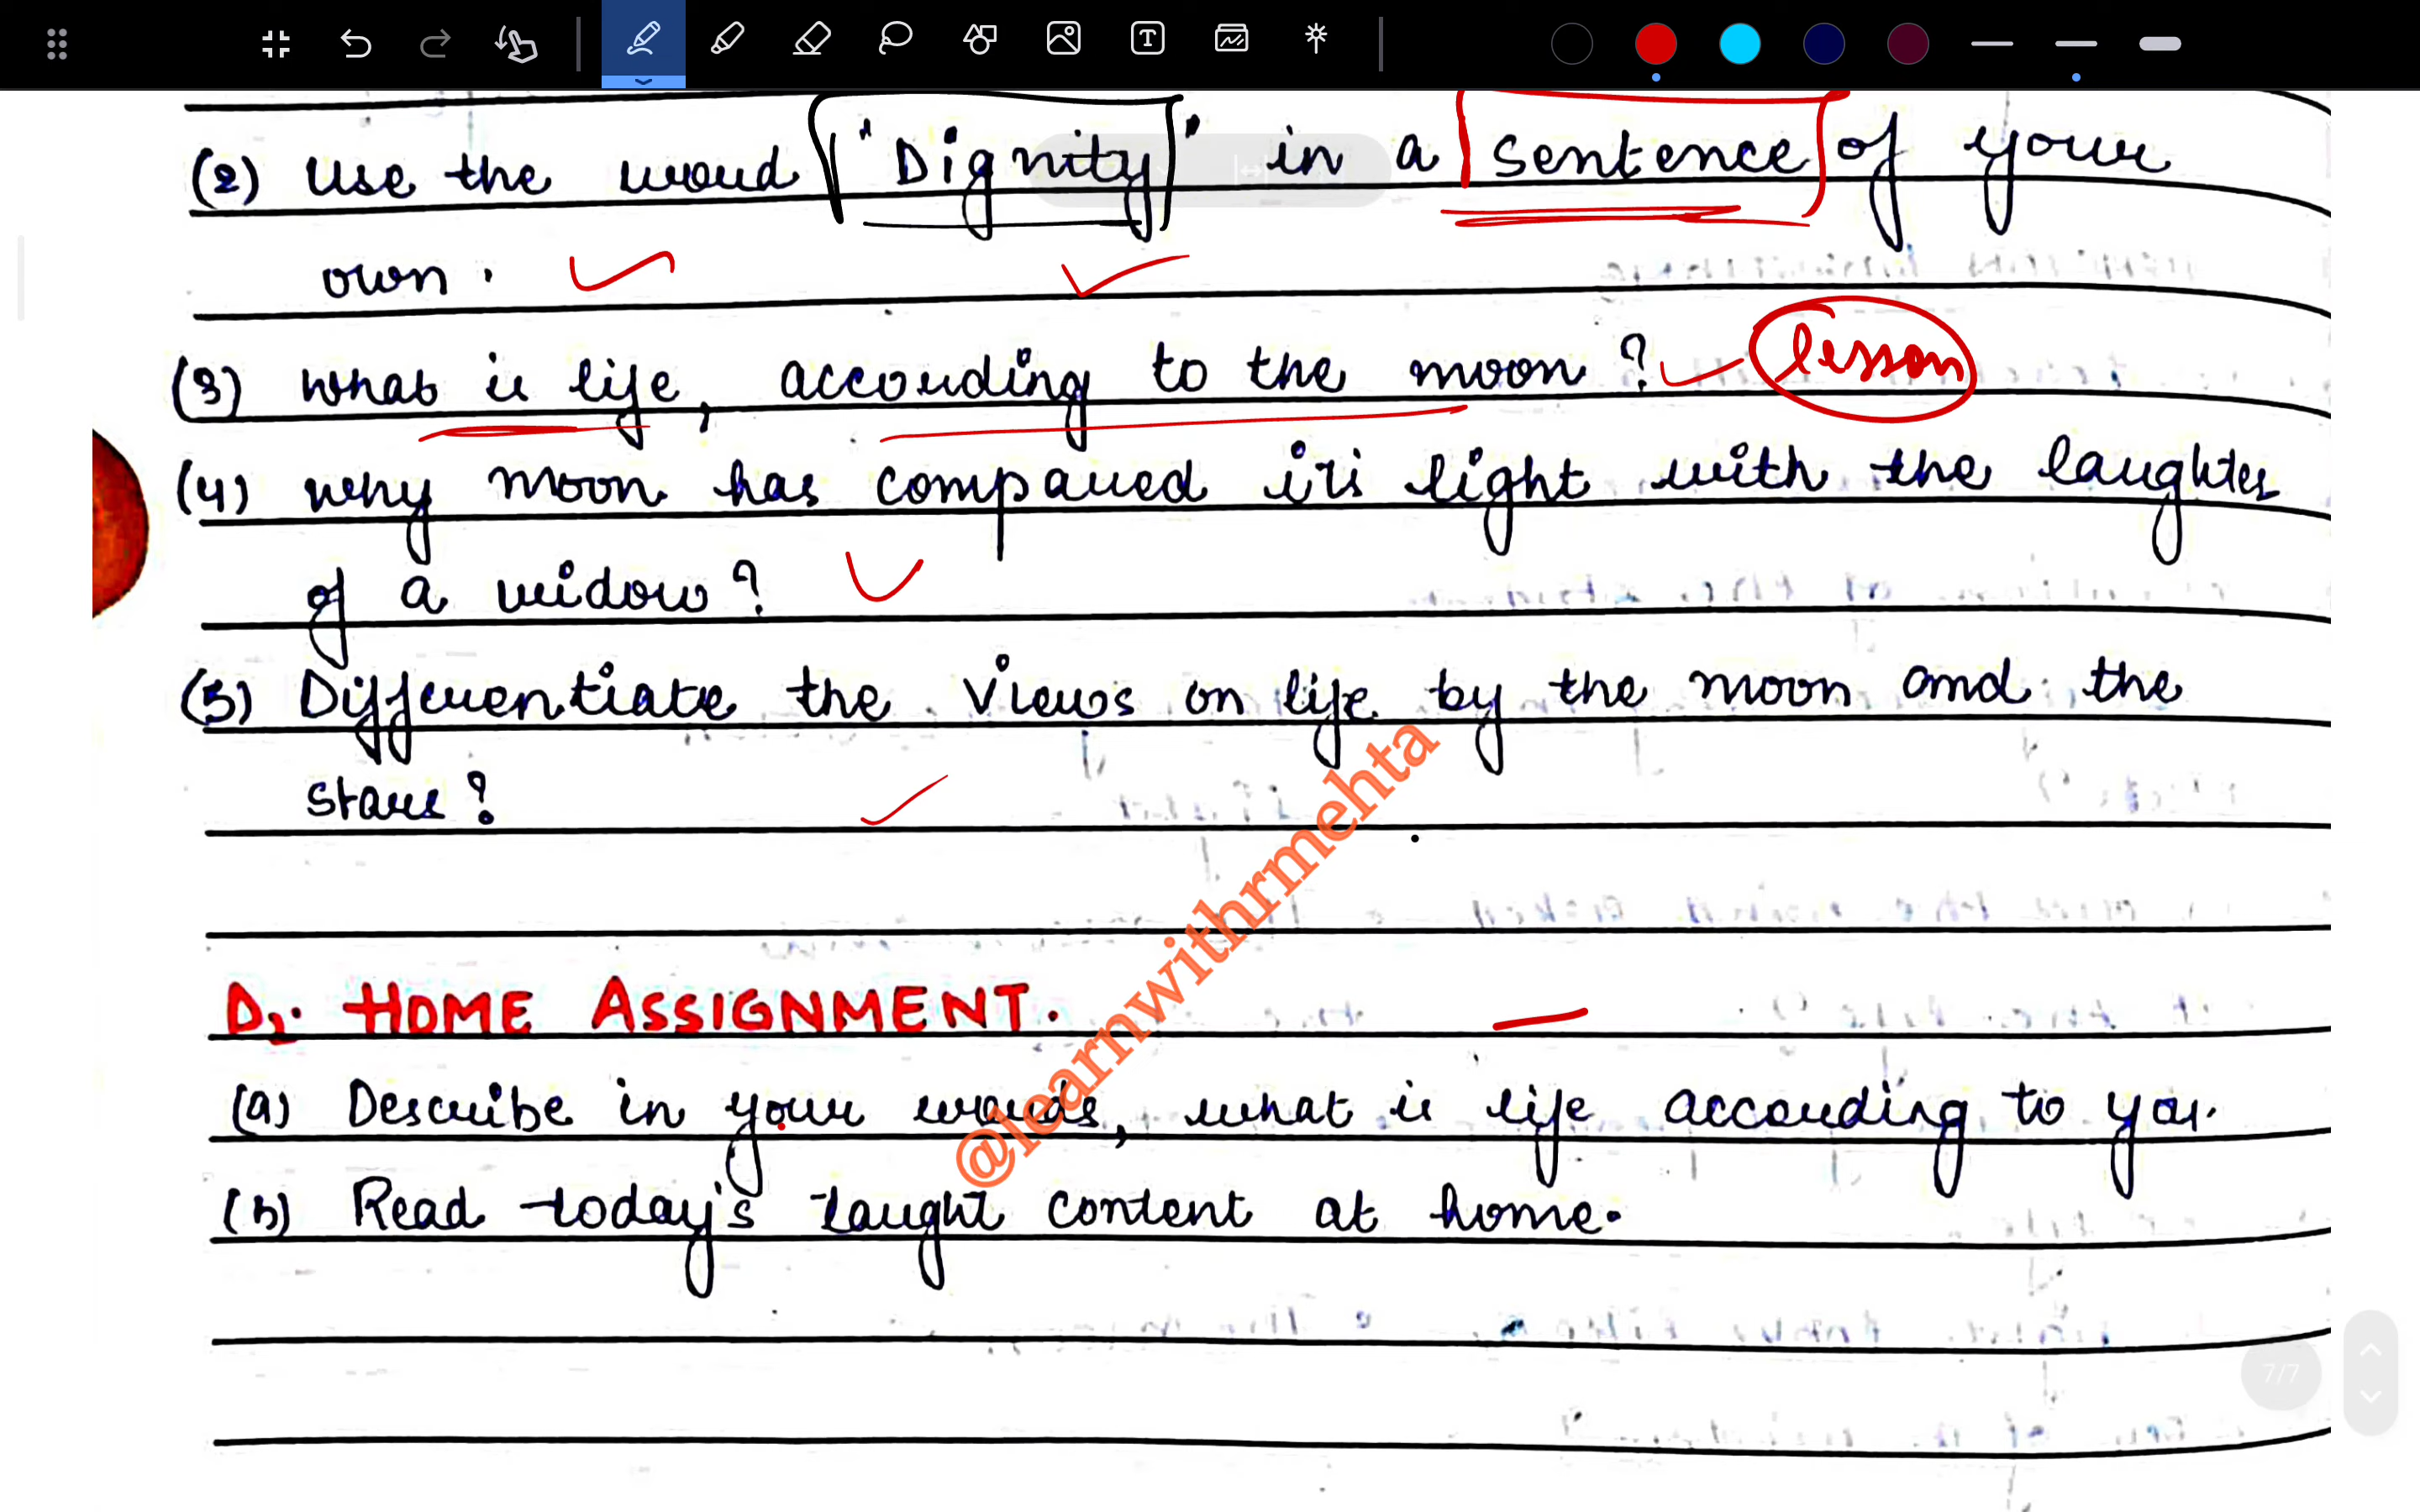 (2) Use the word "Dignity" in a sentence of your
own.
(3) what is life, according to the moon? lesson
(4) why moon has compared its light with the laughter
of a widow?
(5) Differentiate the views on life by the moon and the
stars?
@learnwithrmehta
D2. HOME ASSIGNMENT.
(a) Describe in your words, what is life according to you.
(b) Read today's taught content at home.
7/7